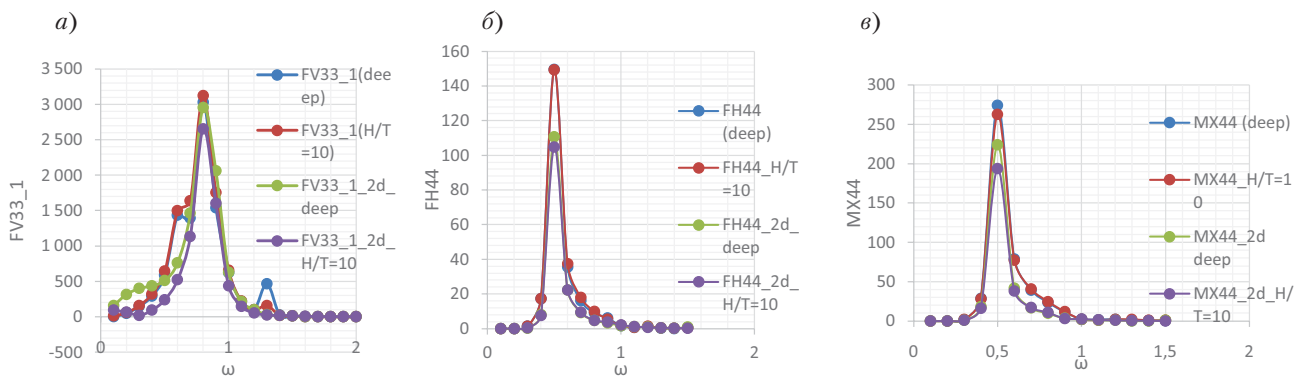 а)
FV33_1
3 500
3 000
2 500
2 000
1 500
1 000
500
0
-500
0
1
2
ω
FV33_1(dee
ep)
FV33_1(H/T
=10)
FV33_1_2d_
deep
FV33_1_2d_
H/T=10
б)
FH44
160
140
120
100
80
60
40
20
0
0
1
2
ω
FH44
(deep)
FH44_H/T
=10
FH44_2d_
deep
FH44_2d_
H/T=10
в)
MX44
300
250
200
150
100
50
0
0
0,5
1
1,5
2
ω
MX44 (deep)
MX44_H/T=1
0
MX44_2d
deep
MX44_2d_H/
T=10